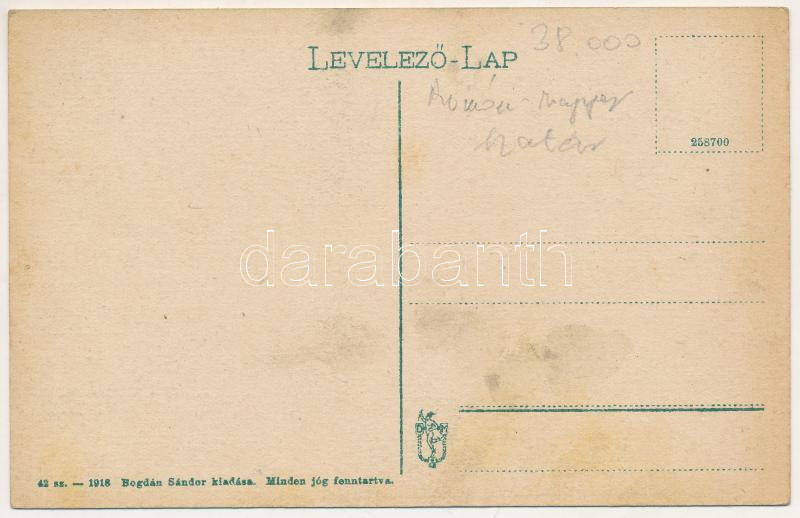 38.000
LEVELEZŐ-LAP
Román-magyar
határ
258700
darabanth
D M
42 sz. — 1918 Bogdán Sándor kiadása. Minden jóg fenntartva.